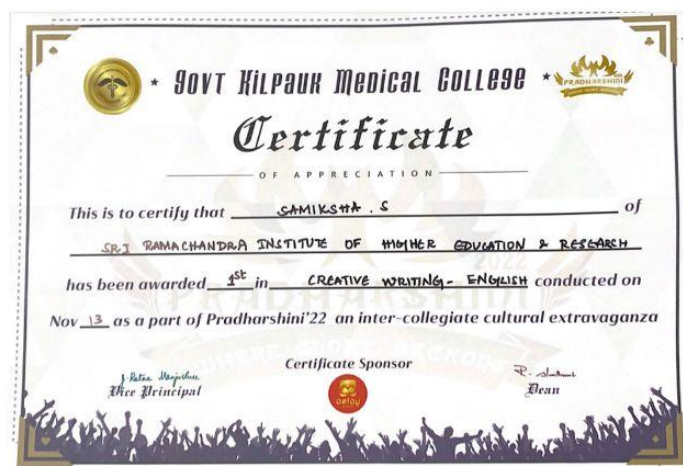 GOVT KILPAUK MEDICAL COLLEGE
PRADHARSHINI
Certificate
OF APPRECIATION
This is to certify that SAMIKSHA . S of
SRI RAMACHANDRA INSTITUTE OF HIGHER EDUCATION & RESEARCH
has been awarded 1st in CREATIVE WRITING - ENGLISH conducted on
Nov 13 as a part of Pradharshini'22 an inter-collegiate cultural extravaganza
Certificate Sponsor
Vice Principal
Dean